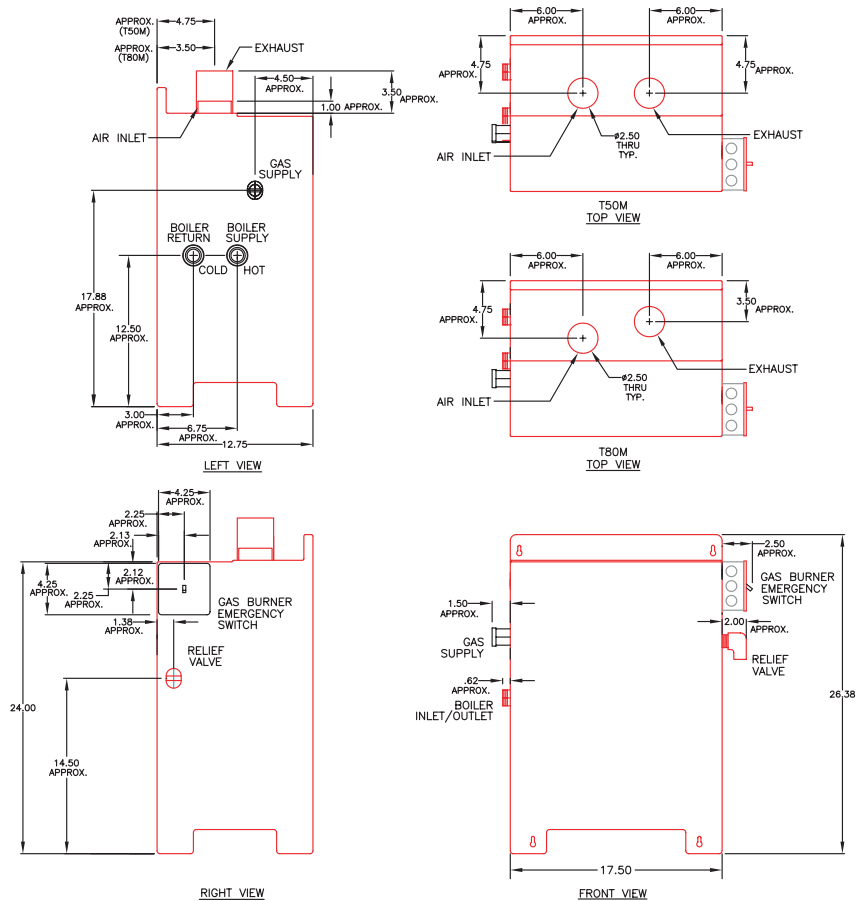 APPROX.
(T50M)
4.75
APPROX.
(T80M)
3.50
EXHAUST
4.50
APPROX.
3.50
APPROX.
1.00 APPROX.
AIR INLET
GAS
SUPPLY
BOILER
RETURN
BOILER
SUPPLY
COLD
HOT
17.88
APPROX.
12.50
APPROX.
3.00
APPROX.
6.75
APPROX.
12.75
LEFT VIEW
6.00
APPROX.
6.00
APPROX.
4.75
APPROX.
4.75
APPROX.
AIR INLET
ø2.50
THRU
TYP.
EXHAUST
T50M
TOP VIEW
6.00
APPROX.
6.00
APPROX.
4.75
APPROX.
3.50
APPROX.
AIR INLET
ø2.50
THRU
TYP.
EXHAUST
T80M
TOP VIEW
4.25
APPROX.
2.25
APPROX.
2.13
APPROX.
4.25
APPROX.
2.12
APPROX.
2.25
APPROX.
1.38
APPROX.
GAS BURNER
EMERGENCY
SWITCH
RELIEF
VALVE
24.00
14.50
APPROX.
RIGHT VIEW
2.50
APPROX.
GAS BURNER
EMERGENCY
SWITCH
1.50
APPROX.
GAS
SUPPLY
2.00
APPROX.
RELIEF
VALVE
.62
APPROX.
BOILER
INLET/OUTLET
26.38
17.50
FRONT VIEW